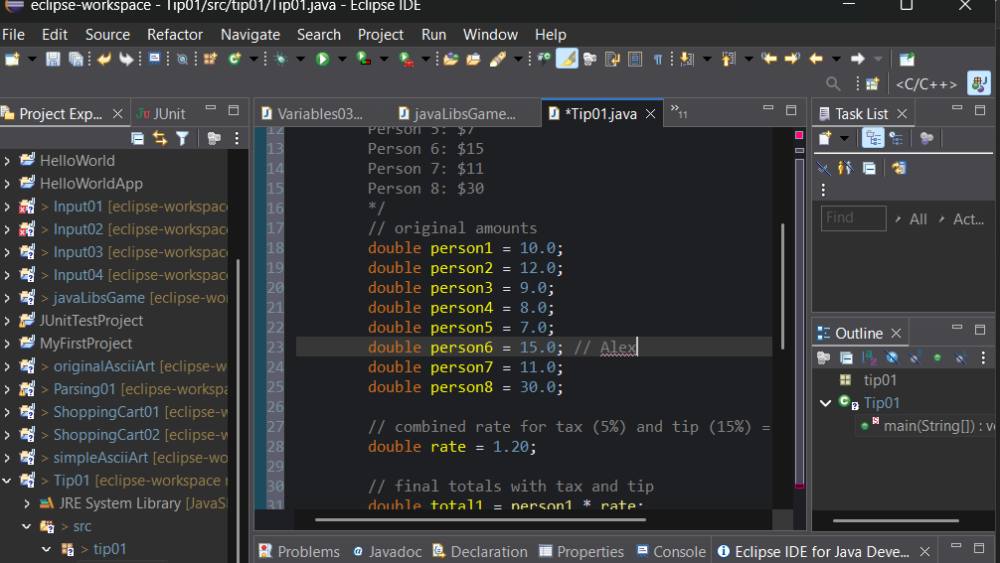 eclipse-workspace - Tip01/src/tip01/Tip01.java - Eclipse IDE
File Edit Source Refactor Navigate Search Project Run Window Help
<C/C++>
Project Exp...
JUnit
HelloWorld
HelloWorldApp
> Input01 [eclipse-workspac
> Input02 [eclipse-workspac
> Input03 [eclipse-workspac
> Input04 [eclipse-workspac
> javaLibsGame [eclipse-wo
JUnitTestProject
MyFirstProject
> originalAsciiArt [eclipse-w
> Parsing01 [eclipse-workspa
> ShoppingCart01 [eclipse-w
> ShoppingCart02 [eclipse-w
> simpleAsciiArt [eclipse-wo
> Tip01 [eclipse-workspace
JRE System Library [JavaS
> src
> tip01
Variables03...
javaLibsGame...
*Tip01.java
»11
12 Person 5: $7
13 Person 6: $15
14 Person 7: $11
15 Person 8: $30
16 */
17 // original amounts
18 double person1 = 10.0;
19 double person2 = 12.0;
20 double person3 = 9.0;
21 double person4 = 8.0;
22 double person5 = 7.0;
23 double person6 = 15.0; // Alex
24 double person7 = 11.0;
25 double person8 = 30.0;
26
27 // combined rate for tax (5%) and tip (15%) =
28 double rate = 1.20;
29
30 // final totals with tax and tip
31 double total1 = person1 * rate;
Task List
Find
All
Act...
Outline
tip01
Tip01
main(String[]) : v
Problems
Javadoc
Declaration
Properties
Console
Eclipse IDE for Java Deve...